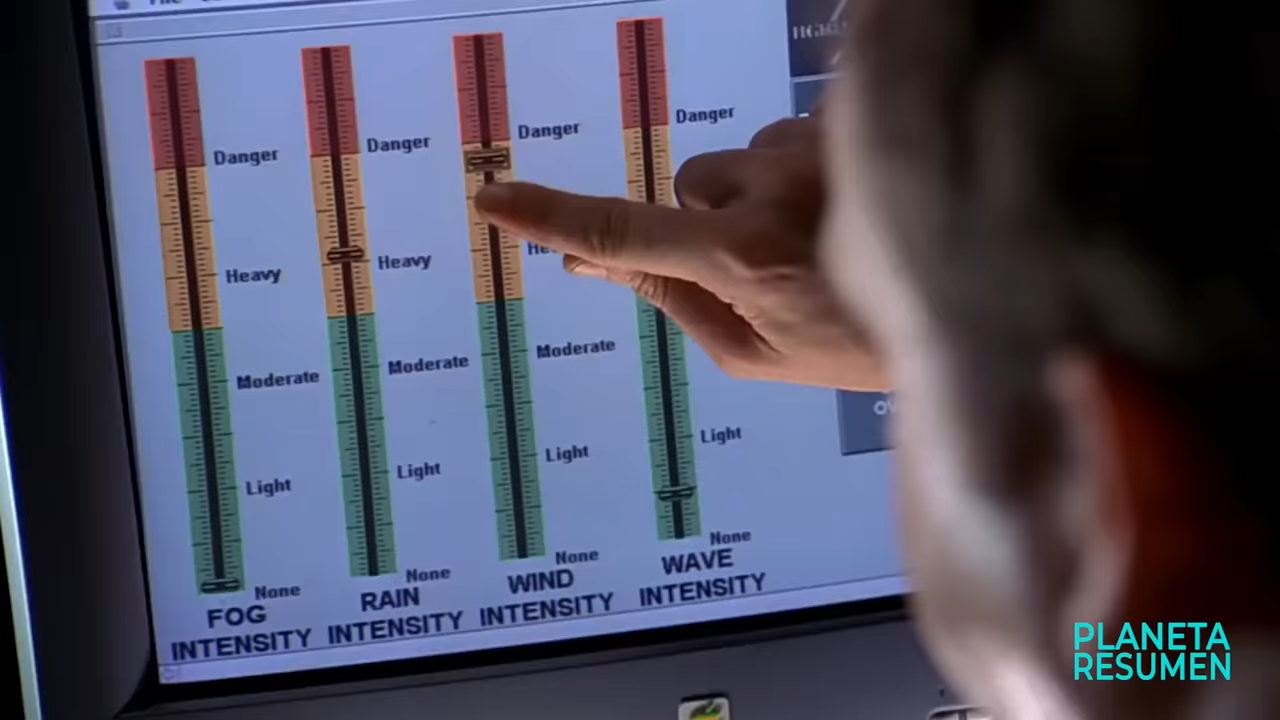 File
Danger
Heavy
Moderate
Light
None
FOG
INTENSITY
Danger
Heavy
Moderate
Light
None
RAIN
INTENSITY
Danger
Moderate
Light
None
WIND
INTENSITY
Danger
Light
None
WAVE
INTENSITY
PLANETA
RESUMEN